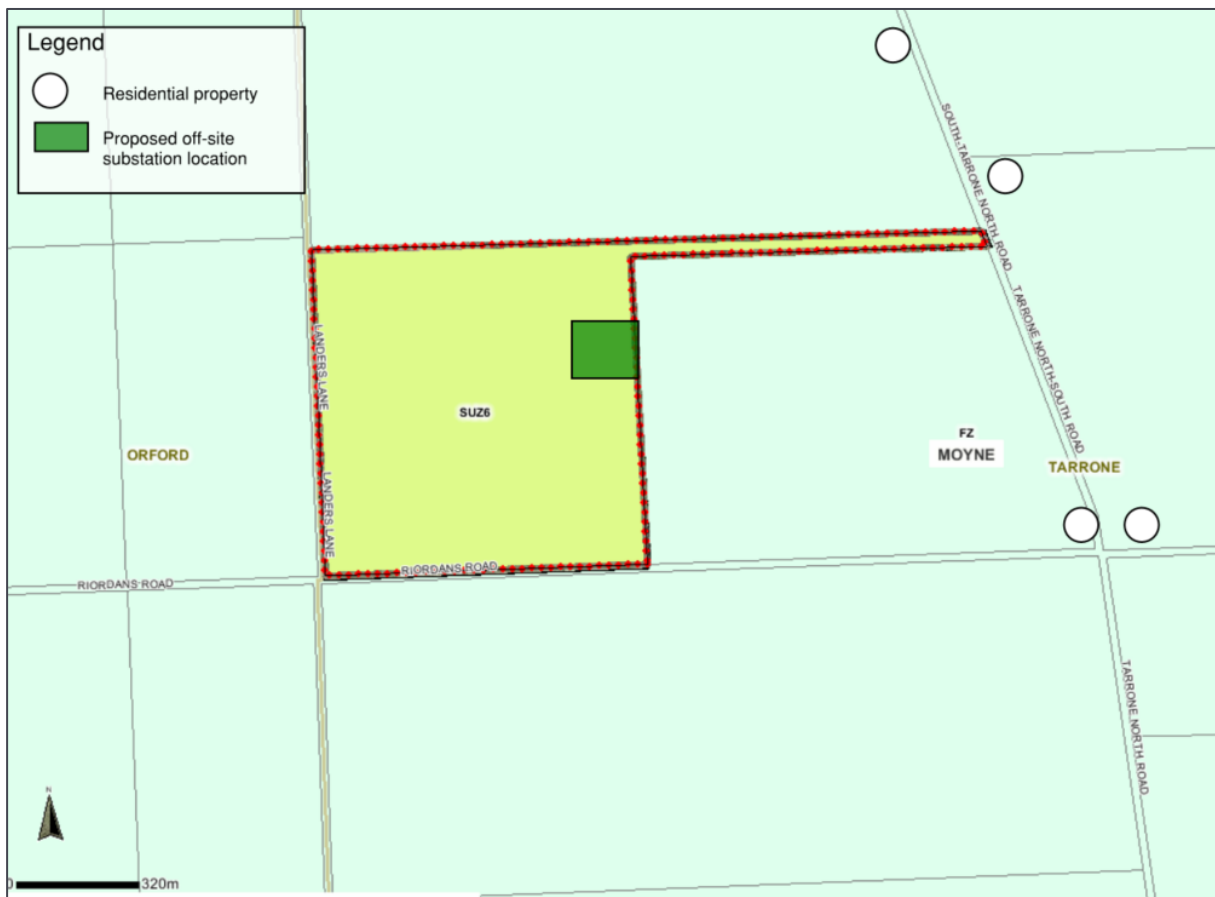 Legend
Residential property
Proposed off-site
substation location
SOUTH-TARRONE NORTH ROAD
TARRONE NORTH-SOUTH ROAD
LANDERS LANE
SUZ6
FZ
MOYNE
ORFORD
TARRONE
LANDERS LANE
RIORDANS ROAD
RIORDANS ROAD
TARRONE NORTH ROAD
N
0
320m